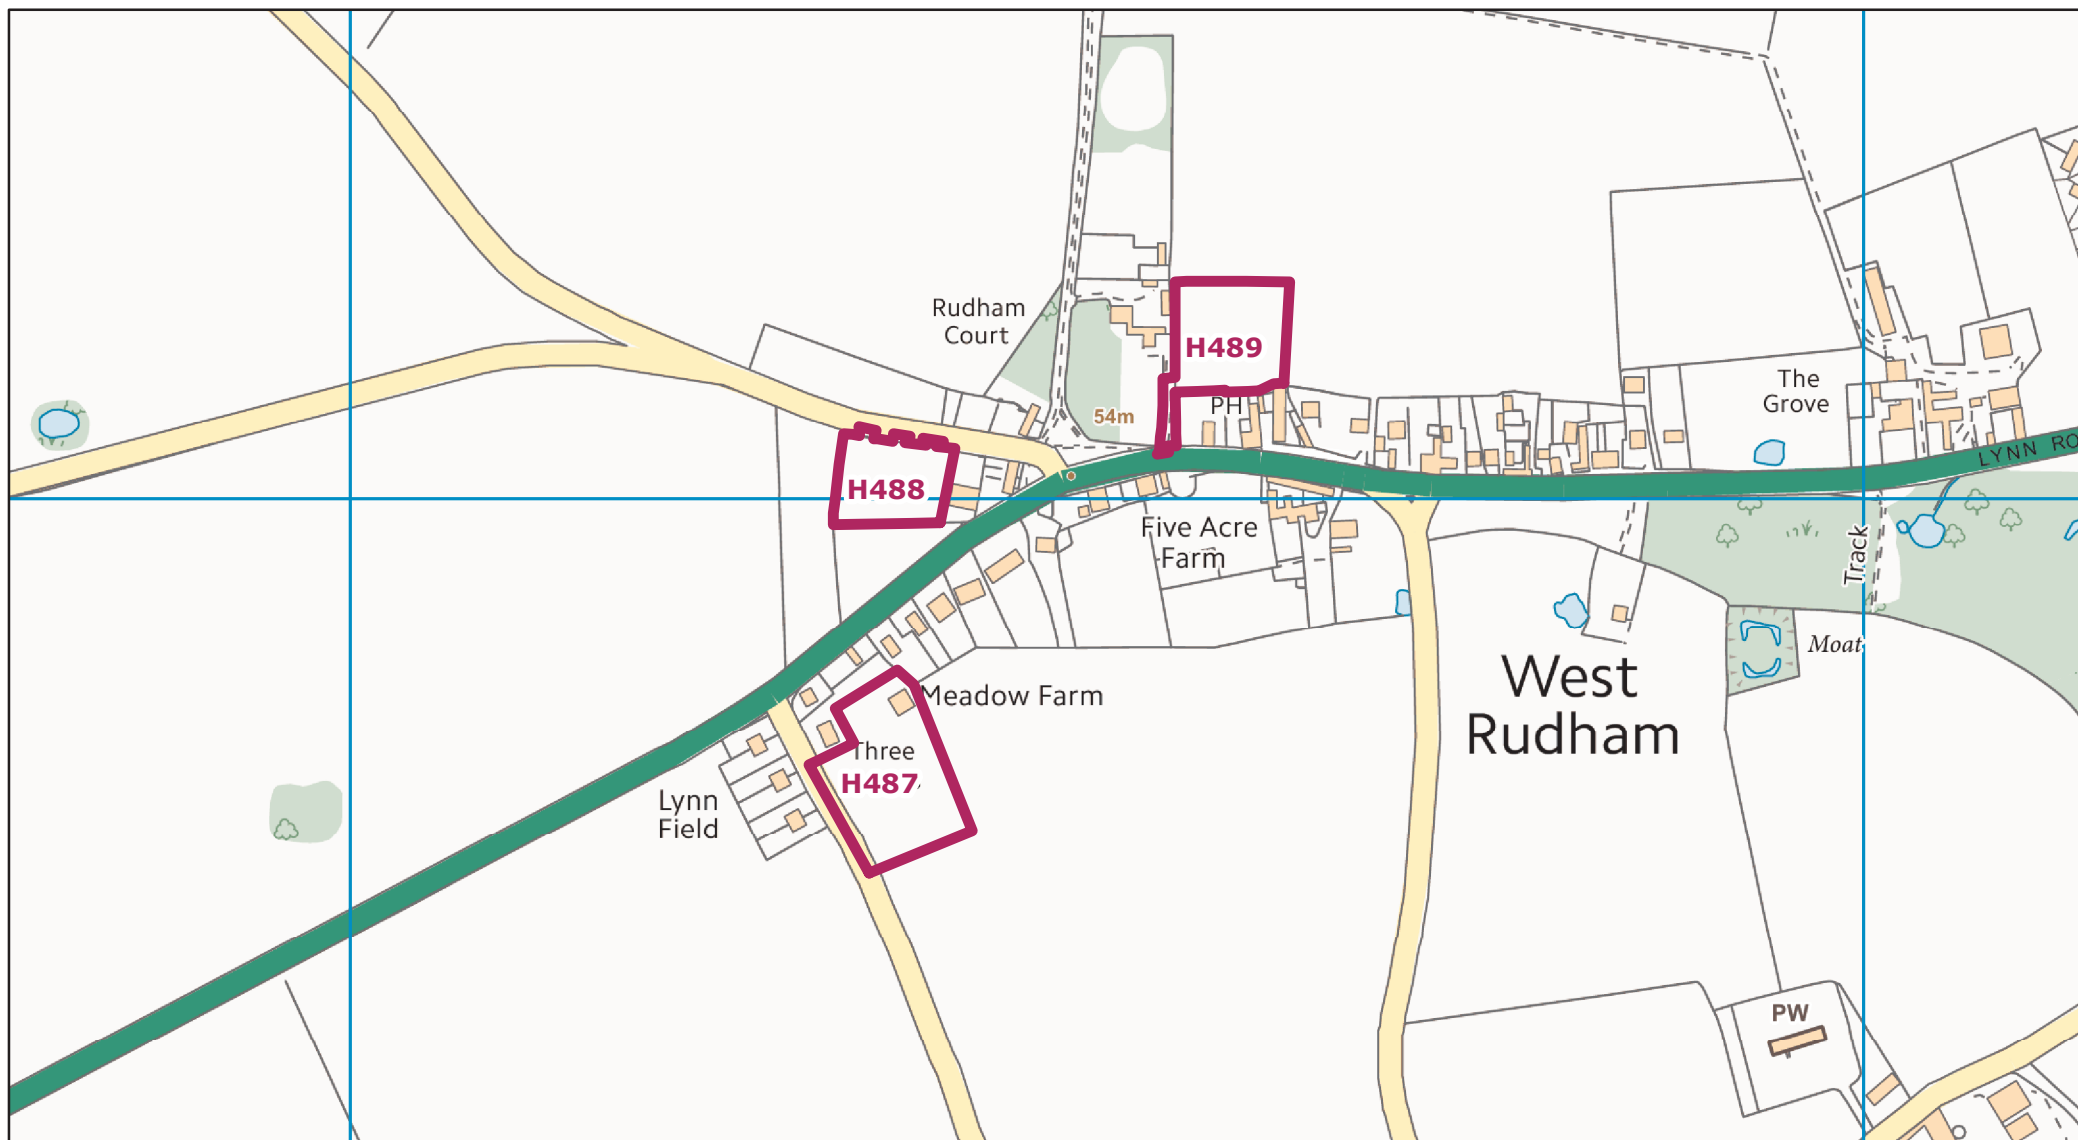 Rudham
Court
H489
54m
PH
The
Grove
LYNN RO
H488
Five Acre
Farm
Track
Moat
West
Rudham
Meadow Farm
Three
H487
Lynn
Field
PW